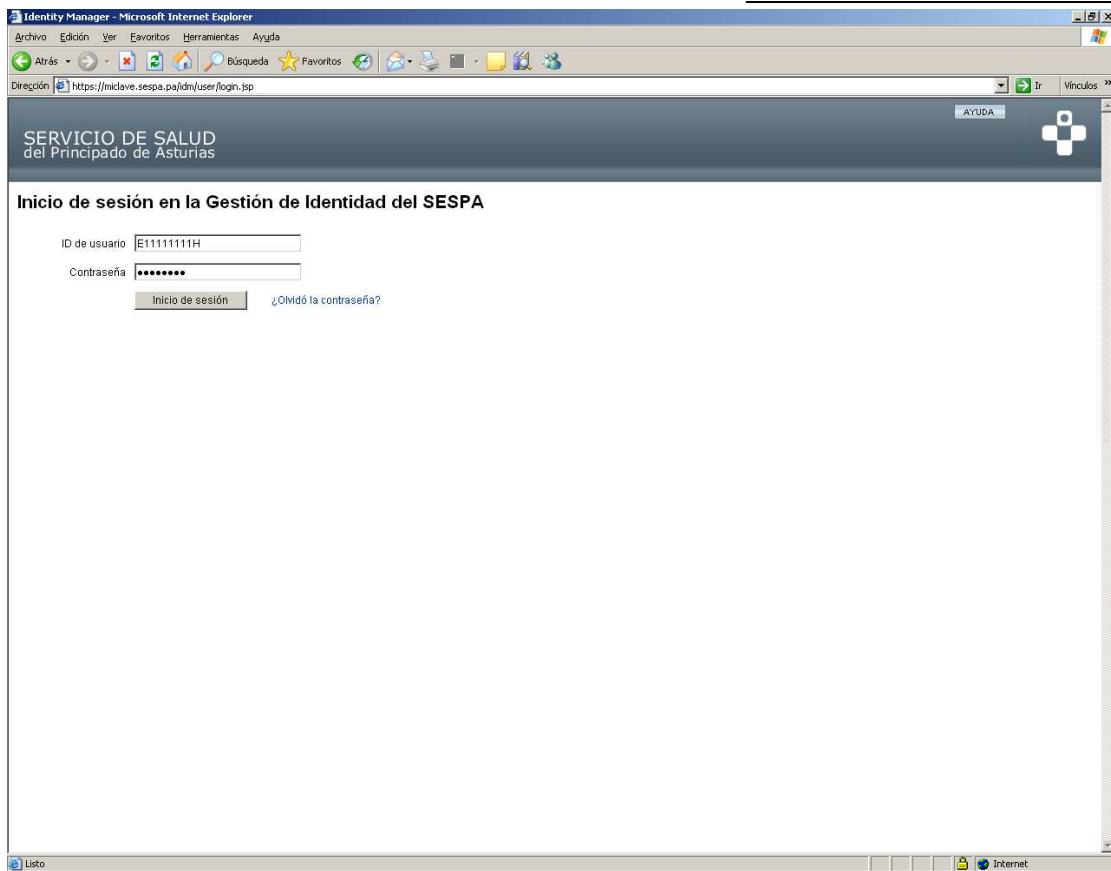 Identity Manager - Microsoft Internet Explorer
Archivo Edición Ver Favoritos Herramientas Ayuda
Atrás Búsqueda Favoritos
Dirección https://miclave.sespa.pa/idm/user/login.jsp Ir Vínculos »
AYUDA
SERVICIO DE SALUD
del Principado de Asturias
Inicio de sesión en la Gestión de Identidad del SESPA
ID de usuario E11111111H
Contraseña ●●●●●●●●
Inicio de sesión ¿Olvidó la contraseña?
Listo Internet